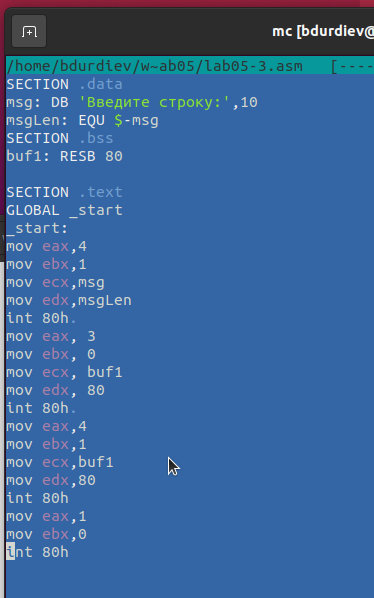 mc [bdurdiev@
/home/bdurdiev/w~ab05/lab05-3.asm [----
SECTION .data
msg: DB 'Введите строку:',10
msgLen: EQU $-msg
SECTION .bss
buf1: RESB 80
SECTION .text
GLOBAL _start
_start:
mov eax,4
mov ebx,1
mov ecx,msg
mov edx,msgLen
int 80h.
mov eax, 3
mov ebx, 0
mov ecx, buf1
mov edx, 80
int 80h.
mov eax,4
mov ebx,1
mov ecx,buf1
mov edx,80
int 80h
mov eax,1
mov ebx,0
int 80h